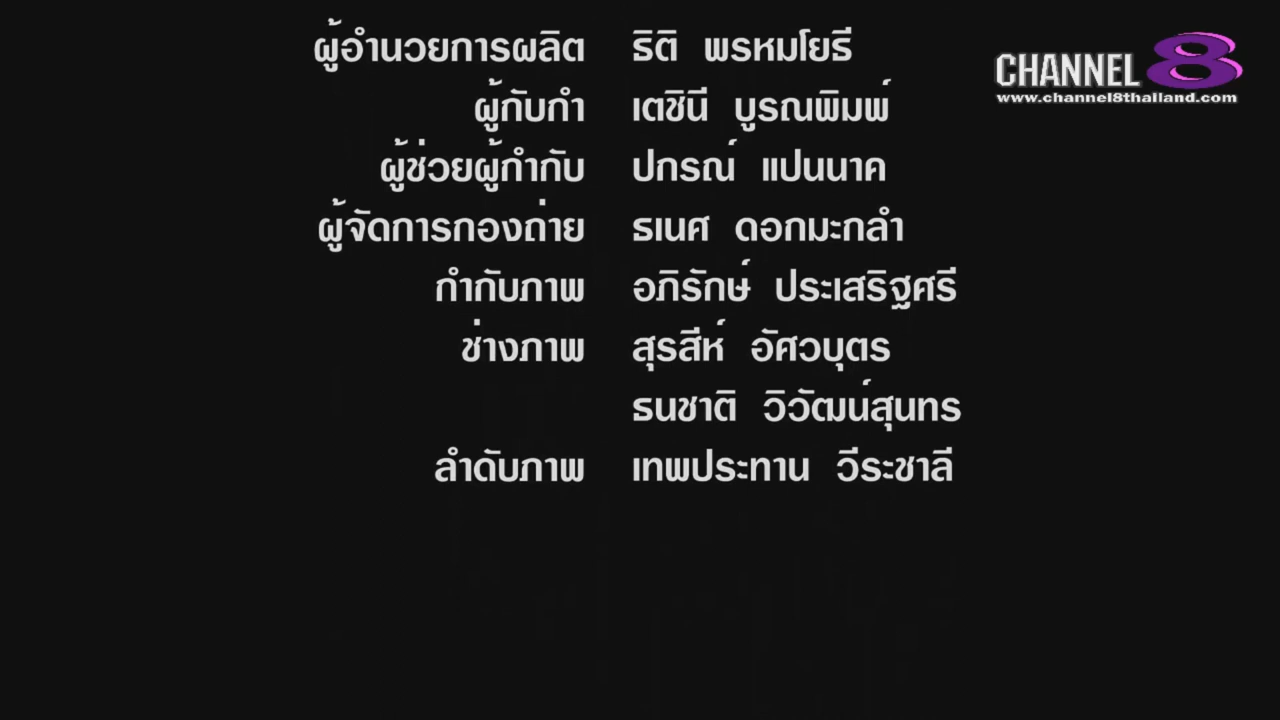 ผู้อำนวยการผลิต ธิติ พรหมโยธี
ผู้กับกำ เตชินี บูรณพิมพ์
ผู้ช่วยผู้กำกับ ปกรณ์ แปนนาค
ผู้จัดการกองถ่าย ธเนศ ดอกมะกลำ
กำกับภาพ อภิรักษ์ ประเสริฐศรี
ช่างภาพ สุรสีห์ อัศวบุตร
ธนชาติ วิวัฒน์สุนทร
ลำดับภาพ เทพประทาน วีระชาลี
CHANNEL 8
www.channel8thailand.com